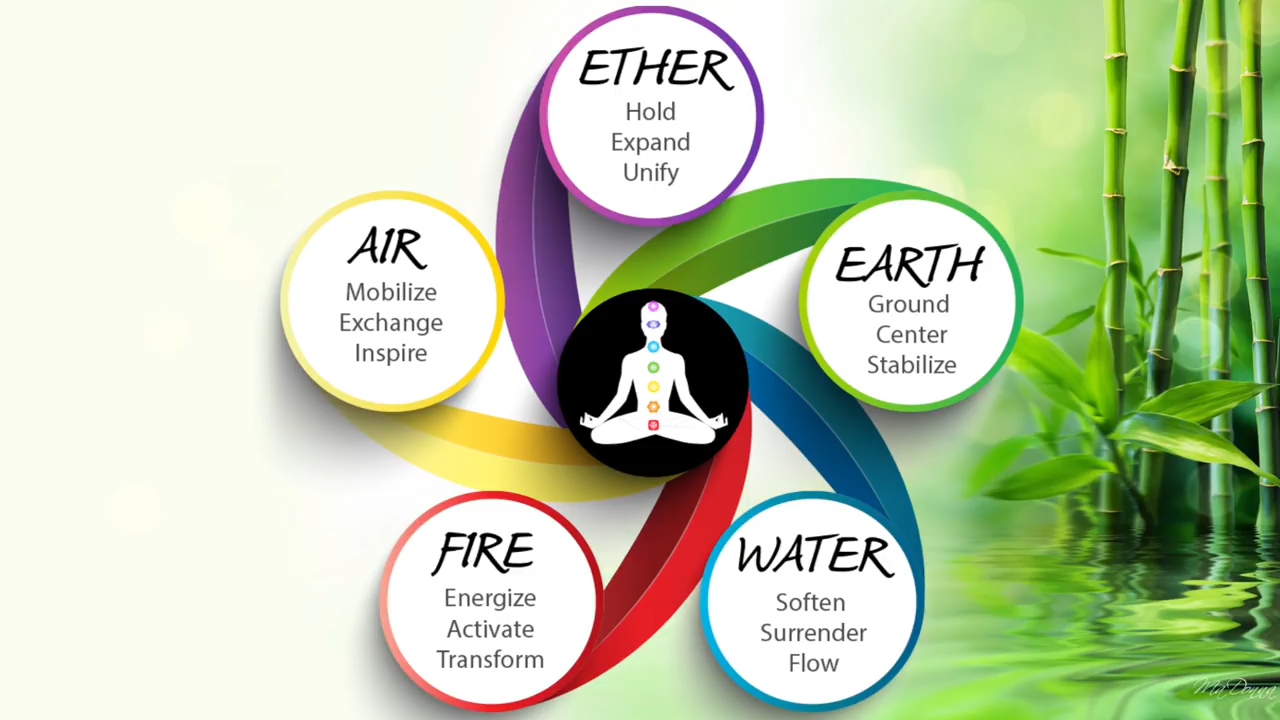 ETHER
Hold
Expand
Unify
AIR
Mobilize
Exchange
Inspire
EARTH
Ground
Center
Stabilize
FIRE
Energize
Activate
Transform
WATER
Soften
Surrender
Flow